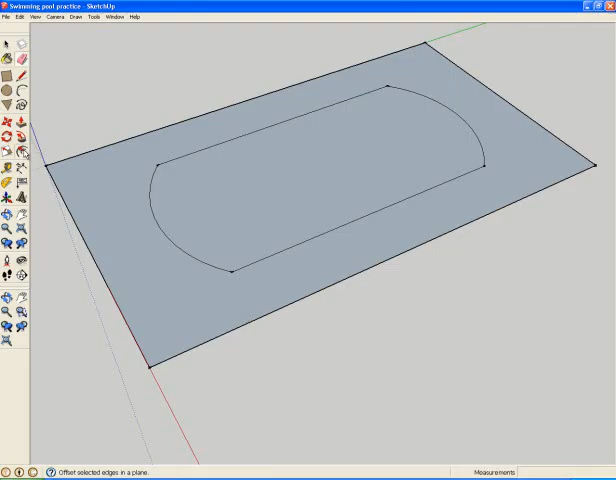 Swimming pool practice - SketchUp
File Edit View Camera Draw Tools Window Help
Offset selected edges in a plane.
Measurements